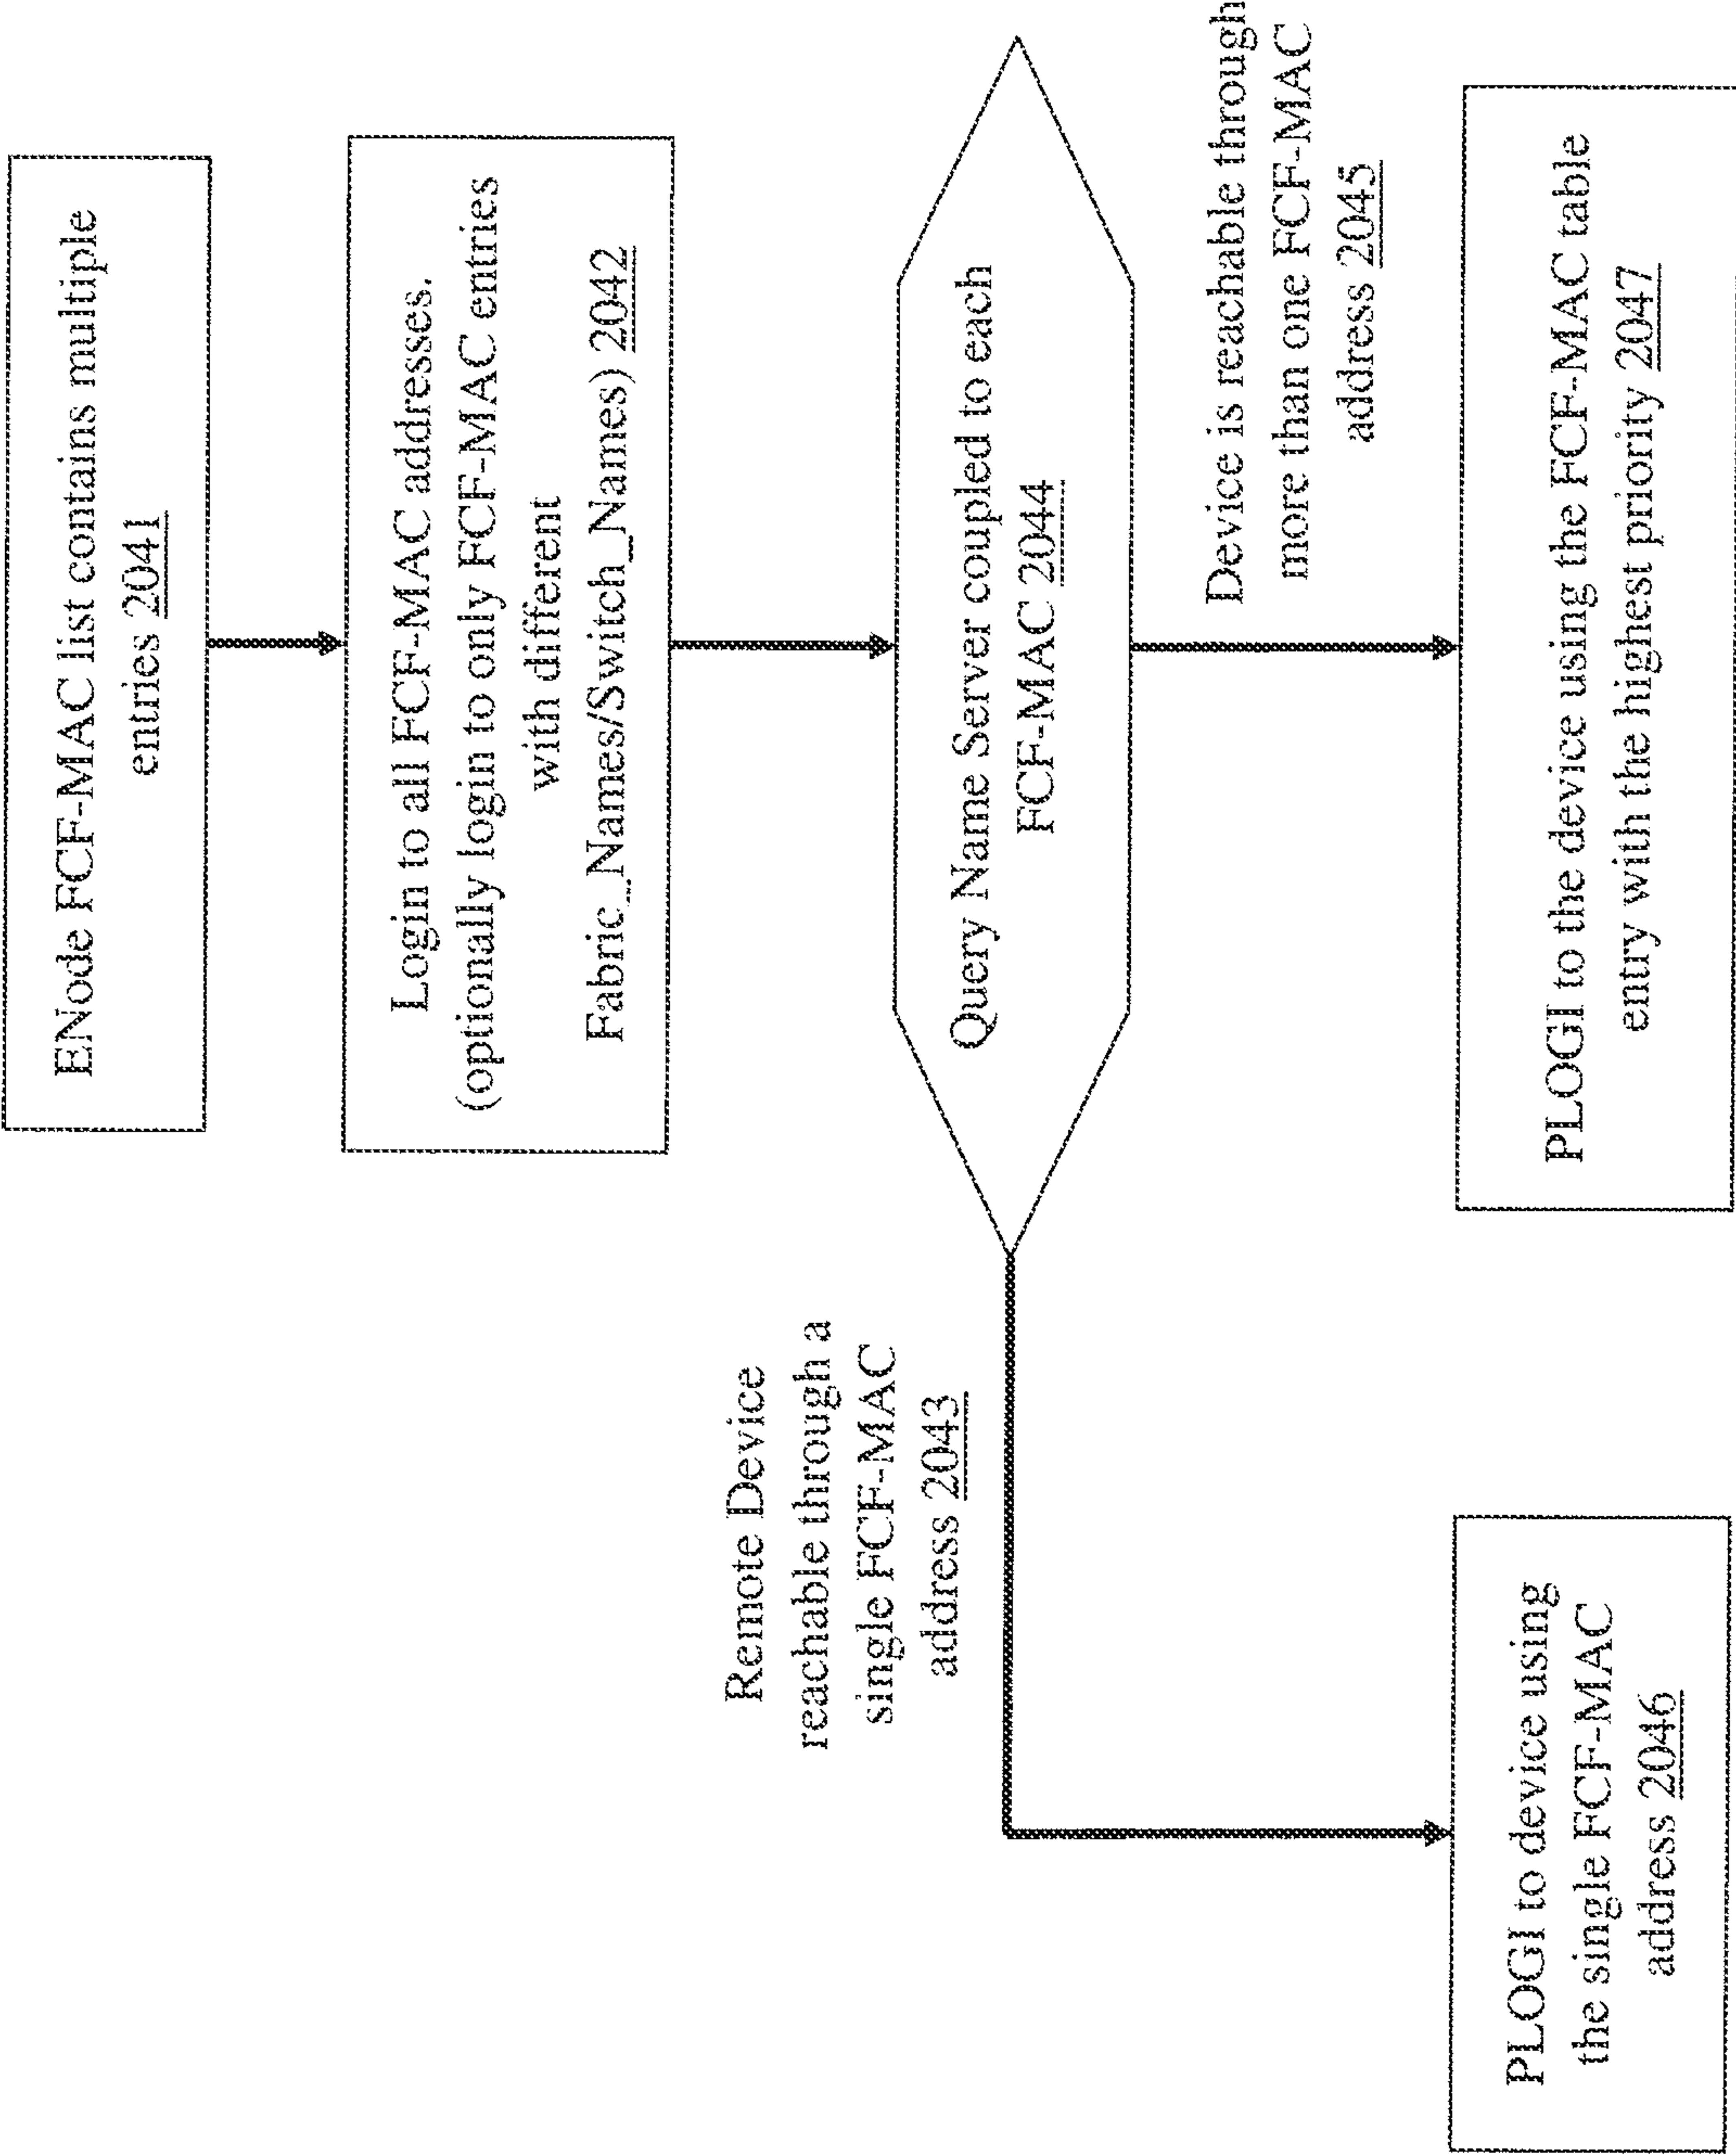 ENode FCF-MAC list contains multiple
entries 2041
Login to all FCF-MAC addresses.
(optionally login to only FCF-MAC entries
with different
Fabric_Names/Switch_Names) 2042
Query Name Server coupled to each
FCF-MAC 2044
Remote Device
reachable through a
single FCF-MAC
address 2043
Device is reachable through
more than one FCF-MAC
address 2045
PLOGI to device using
the single FCF-MAC
address 2046
PLOGI to the device using the FCF-MAC table
entry with the highest priority 2047